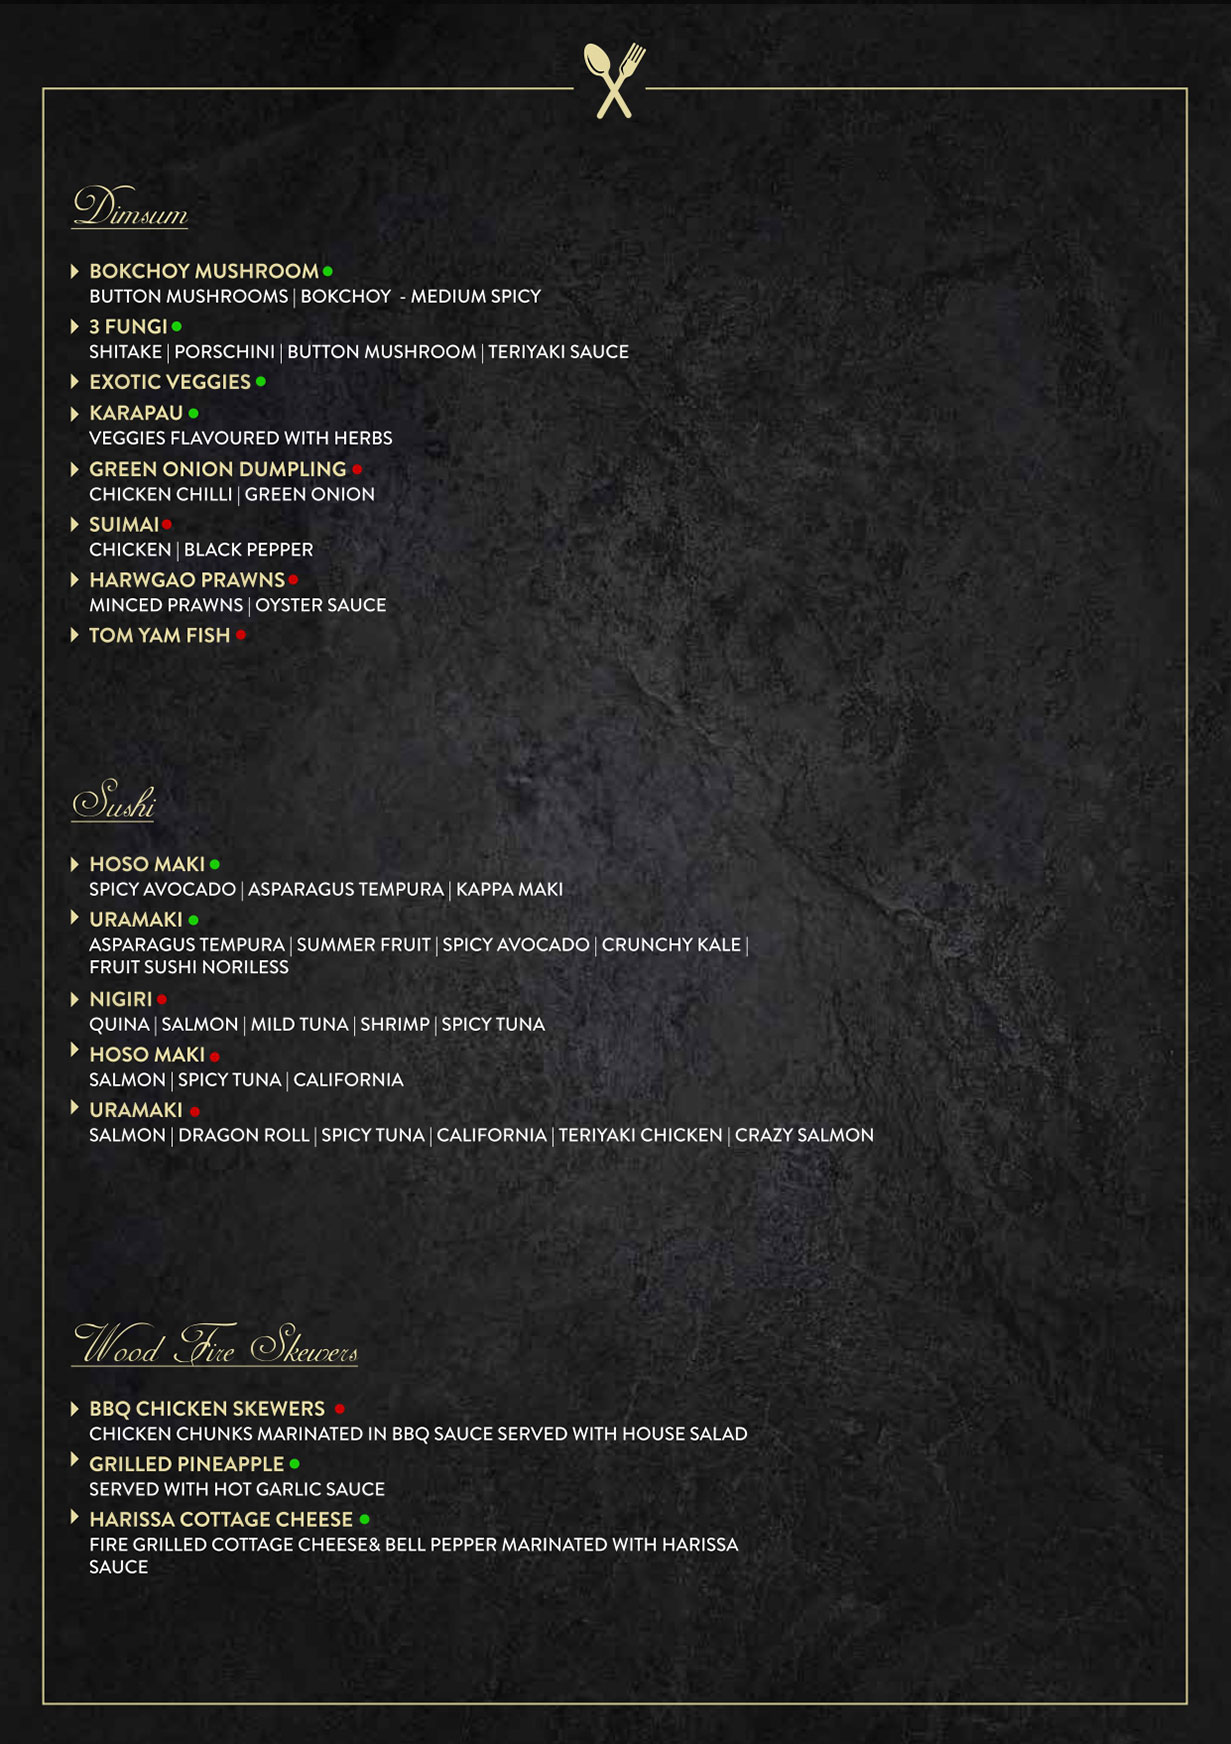 Dimsum
BOKCHOY MUSHROOM
BUTTON MUSHROOMS | BOKCHOY - MEDIUM SPICY
3 FUNGI
SHITAKE | PORSCHINI | BUTTON MUSHROOM | TERIYAKI SAUCE
EXOTIC VEGGIES
KARAPAU
VEGGIES FLAVOURED WITH HERBS
GREEN ONION DUMPLING
CHICKEN CHILLI | GREEN ONION
SUIMAI
CHICKEN | BLACK PEPPER
HARWGAO PRAWNS
MINCED PRAWNS | OYSTER SAUCE
TOM YAM FISH
Sushi
HOSO MAKI
SPICY AVOCADO | ASPARAGUS TEMPURA | KAPPA MAKI
URAMAKI
ASPARAGUS TEMPURA | SUMMER FRUIT | SPICY AVOCADO | CRUNCHY KALE |
FRUIT SUSHI NORILESS
NIGIRI
QUINA | SALMON | MILD TUNA | SHRIMP | SPICY TUNA
HOSO MAKI
SALMON | SPICY TUNA | CALIFORNIA
URAMAKI
SALMON | DRAGON ROLL | SPICY TUNA | CALIFORNIA | TERIYAKI CHICKEN | CRAZY SALMON
Wood Fire Skewers
BBQ CHICKEN SKEWERS
CHICKEN CHUNKS MARINATED IN BBQ SAUCE SERVED WITH HOUSE SALAD
GRILLED PINEAPPLE
SERVED WITH HOT GARLIC SAUCE
HARISSA COTTAGE CHEESE
FIRE GRILLED COTTAGE CHEESE& BELL PEPPER MARINATED WITH HARISSA
SAUCE